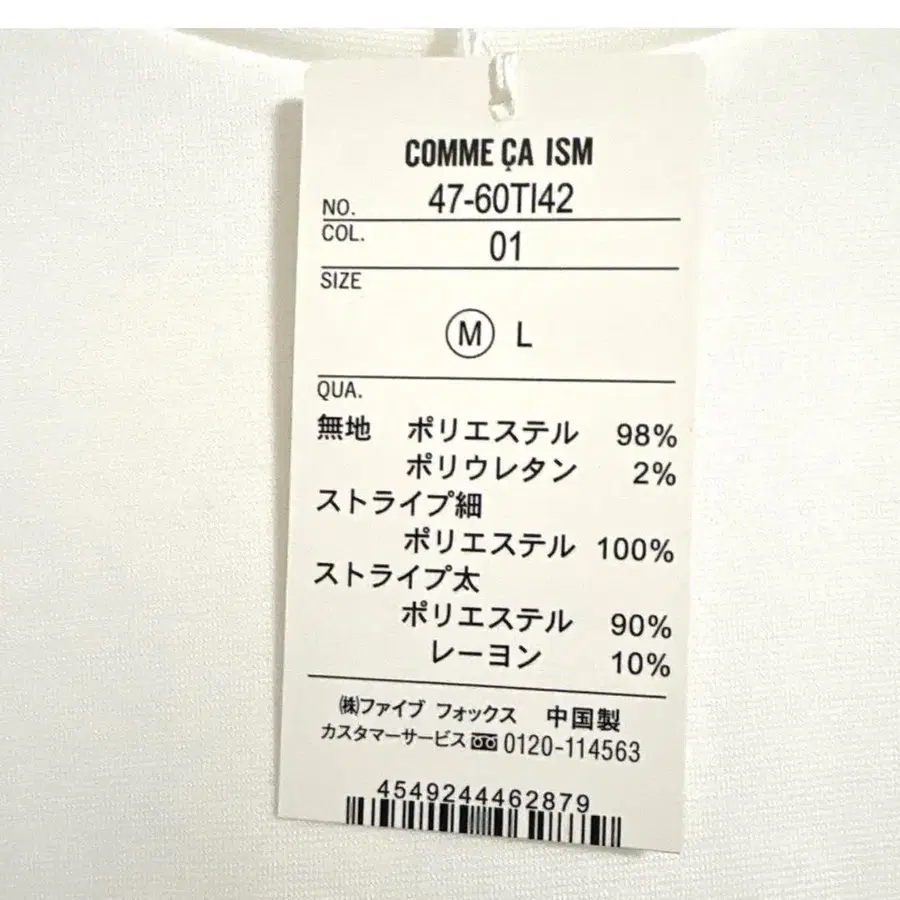 COMME ÇA ISM
NO. 47-60TI42
COL. 01
SIZE
M L
QUA.
無地 ポリエステル 98%
ポリウレタン 2%
ストライプ細
ポリエステル 100%
ストライプ太
ポリエステル 90%
レーヨン 10%
㈱ファイブ フォックス 中国製
カスタマーサービス 0120-114563
4549244462879